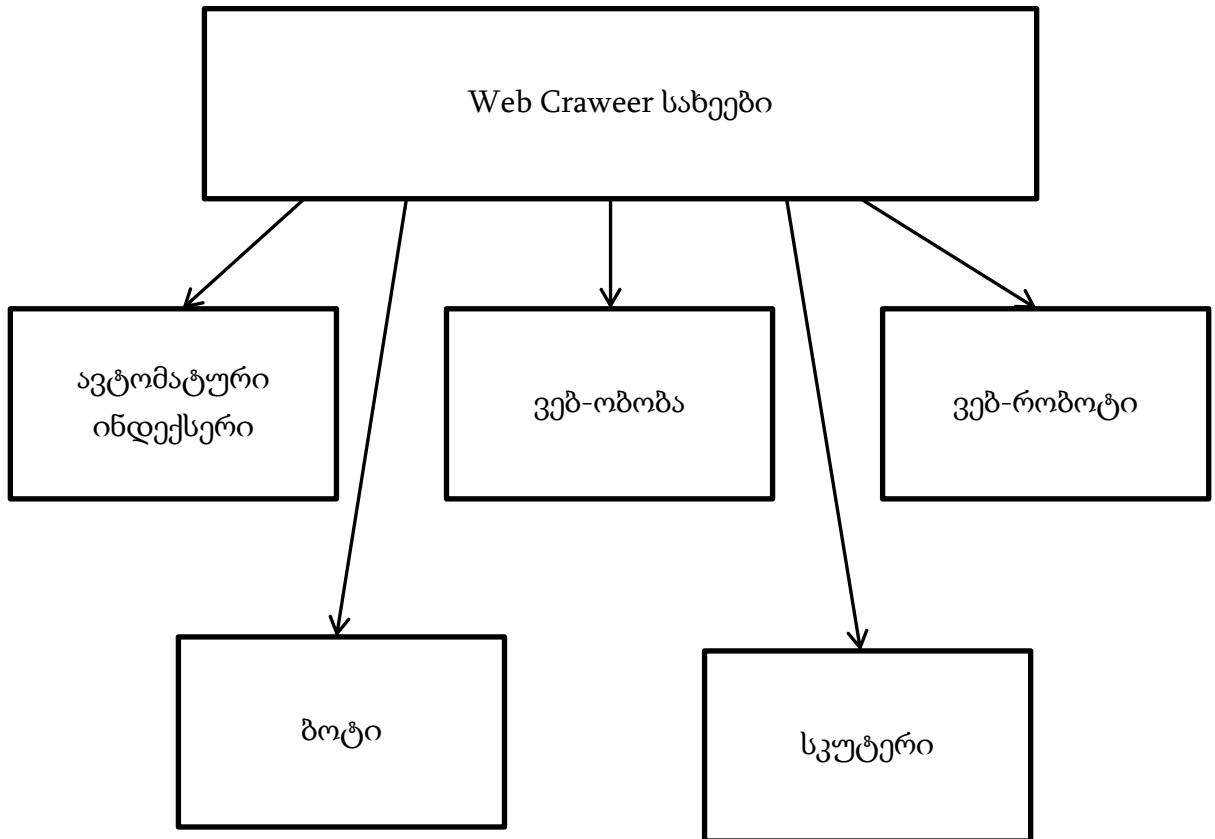 Web Craweer სახეები
ავტომატური
ინდექსერი
ვებ-ობობა
ვებ-რობოტი
ბოტი
სკუტერი